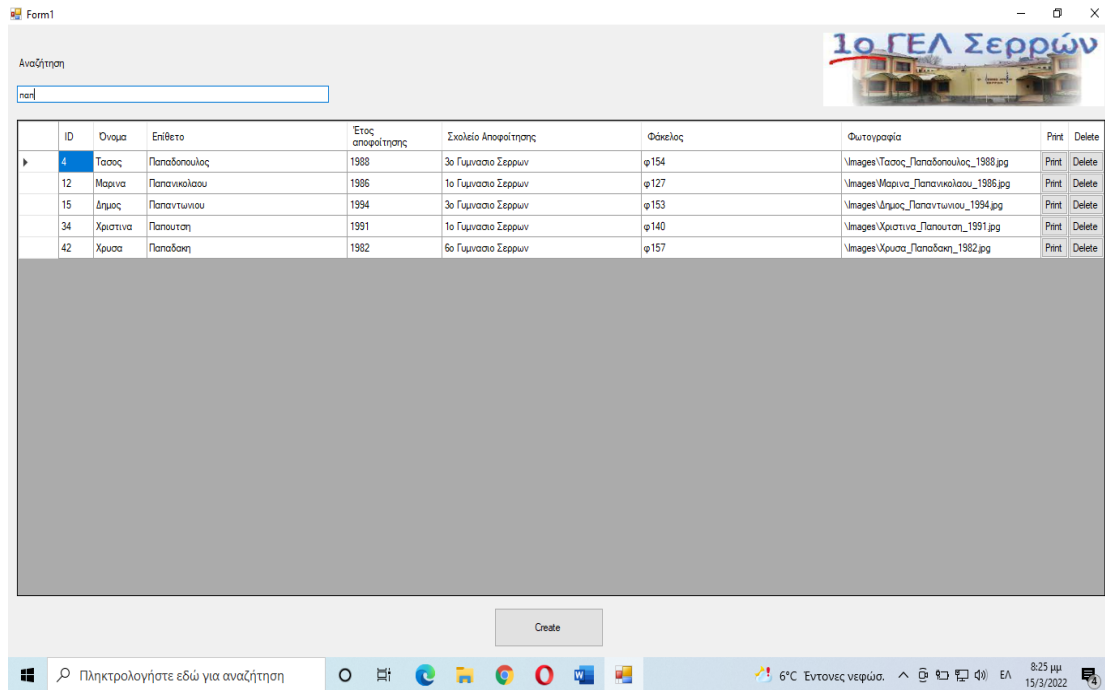 Form1
1ο ΓΕΛ Σερρών
Αναζήτηση
παπ
ID Όνομα Επίθετο Έτος αποφοίτησης Σχολείο Αποφοίτησης Φάκελος Φωτογραφία Print Delete
4 Τασος Παπαδοπουλος 1988 3ο Γυμνασιο Σερρων φ154 \Images\Τασος_Παπαδοπουλος_1988.jpg Print Delete
12 Μαρινα Παπανικολαου 1986 1ο Γυμνασιο Σερρων φ127 \Images\Μαρινα_Παπανικολαου_1986.jpg Print Delete
15 Δημος Παπαντωνιου 1994 3ο Γυμνασιο Σερρων φ153 \Images\Δημος_Παπαντωνιου_1994.jpg Print Delete
34 Χριστινα Παπουτση 1991 1ο Γυμνασιο Σερρων φ140 \Images\Χριστινα_Παπουτση_1991.jpg Print Delete
42 Χρυσα Παπαδακη 1982 6ο Γυμνασιο Σερρων φ157 \Images\Χρυσα_Παπαδακη_1982.jpg Print Delete
Create
Πληκτρολογήστε εδώ για αναζήτηση
6°C Έντονες νεφώσ.
ΕΛ
8:25 μμ
15/3/2022
4